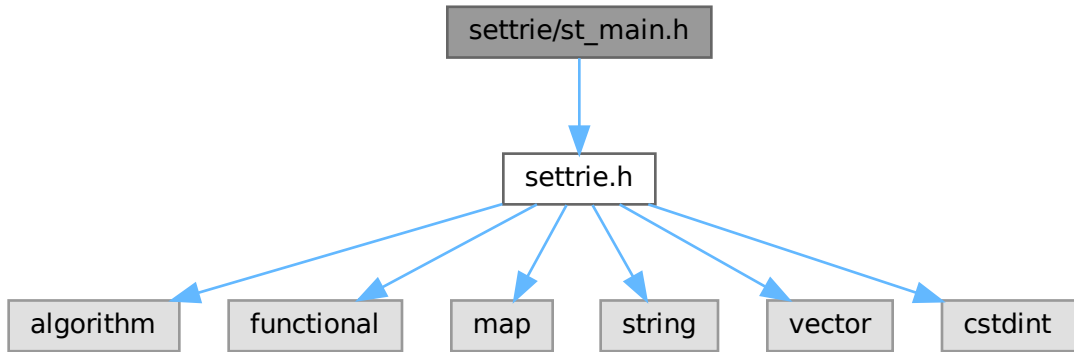 settrie/st_main.h
settrie.h
algorithm
functional
map
string
vector
cstdint